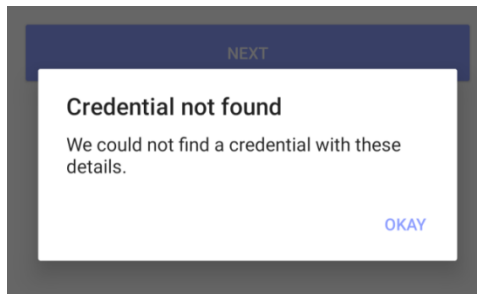 NEXT
Credential not found
We could not find a credential with these
details.
OKAY